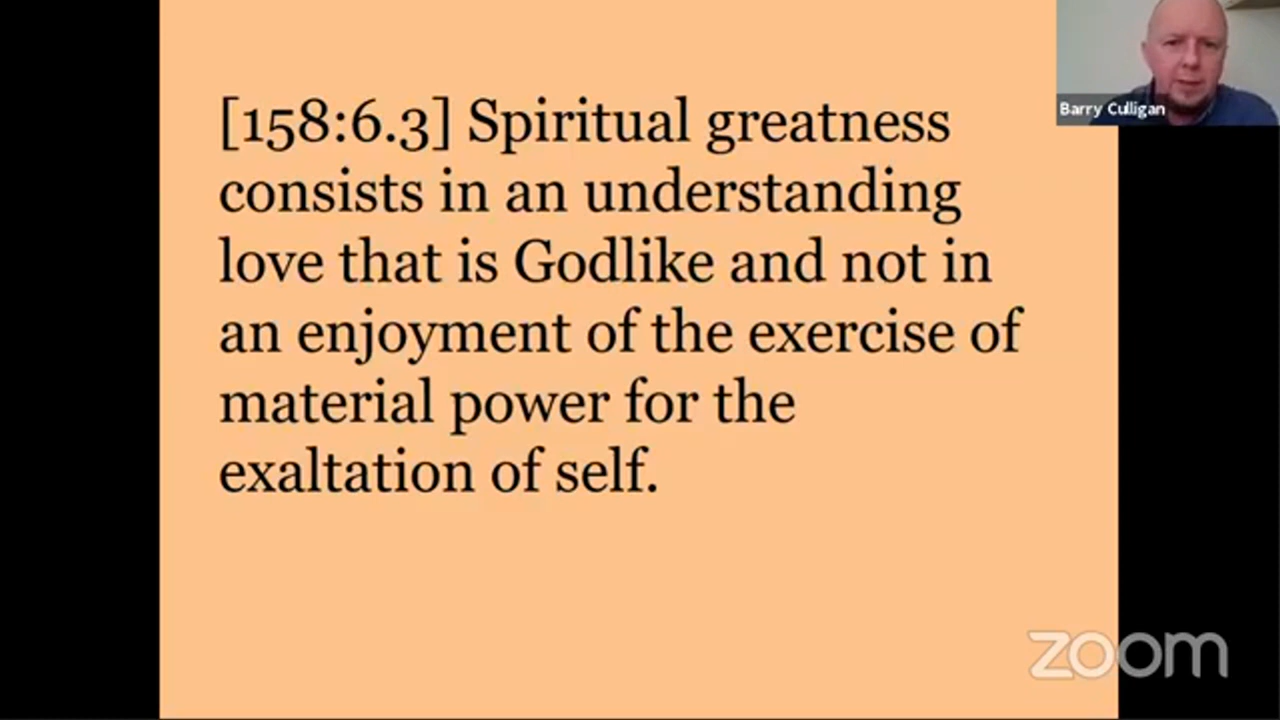 [158:6.3] Spiritual greatness
consists in an understanding
love that is Godlike and not in
an enjoyment of the exercise of
material power for the
exaltation of self.
Barry Culligan
zoom